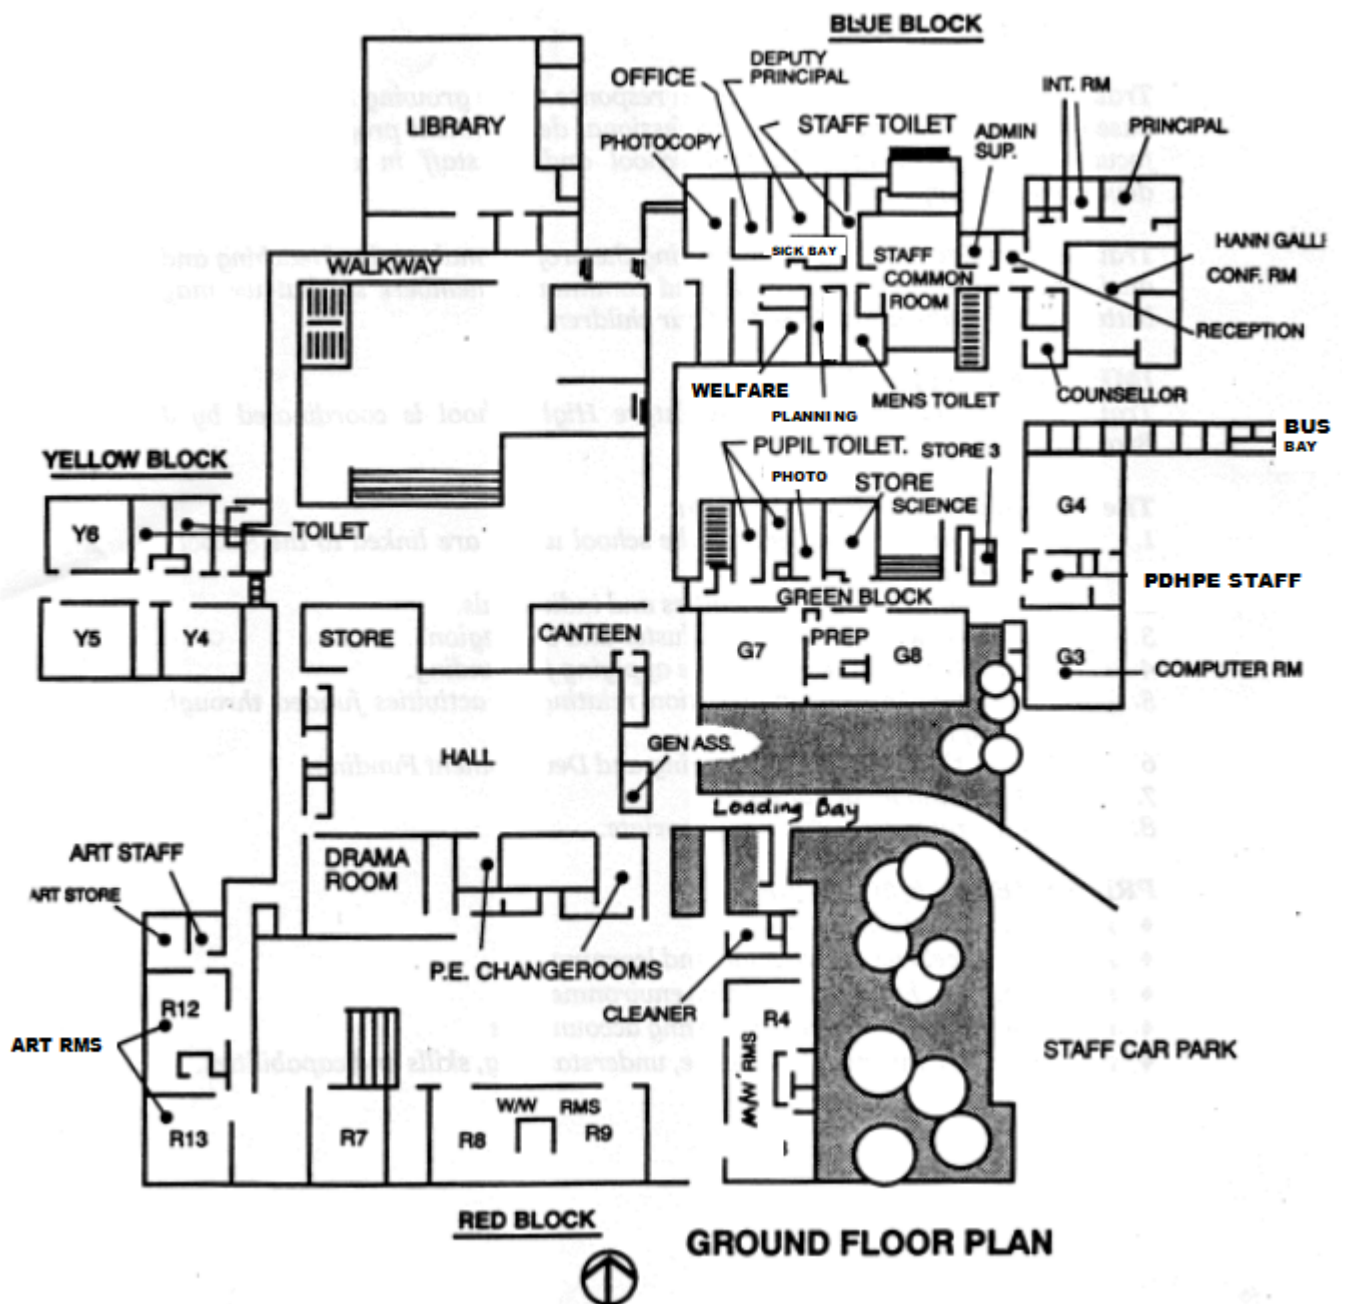 BLUE BLOCK
DEPUTY
PRINCIPAL
OFFICE
INT. RM
LIBRARY
STAFF TOILET
ADMIN
SUP.
PRINCIPAL
PHOTOCOPY
SICK BAY
STAFF
COMMON
ROOM
HANN GALL
CONF. RM
WALKWAY
RECEPTION
WELFARE
MENS TOILET
COUNSELLOR
PLANNING
BUS
BAY
YELLOW BLOCK
PUPIL TOILET.
STORE 3
PHOTO
STORE
SCIENCE
G4
Y6
TOILET
PDHPE STAFF
GREEN BLOCK
Y5
Y4
STORE
CANTEEN
G7
PREP
G8
G3
COMPUTER RM
HALL
GEN ASS.
Loading Bay
ART STAFF
DRAMA
ROOM
ART STORE
P.E. CHANGEROOMS
CLEANER
R12
R4
ART RMS
W/W RMS
STAFF CAR PARK
W/W RMS
R13
R7
R8
R9
RED BLOCK
GROUND FLOOR PLAN